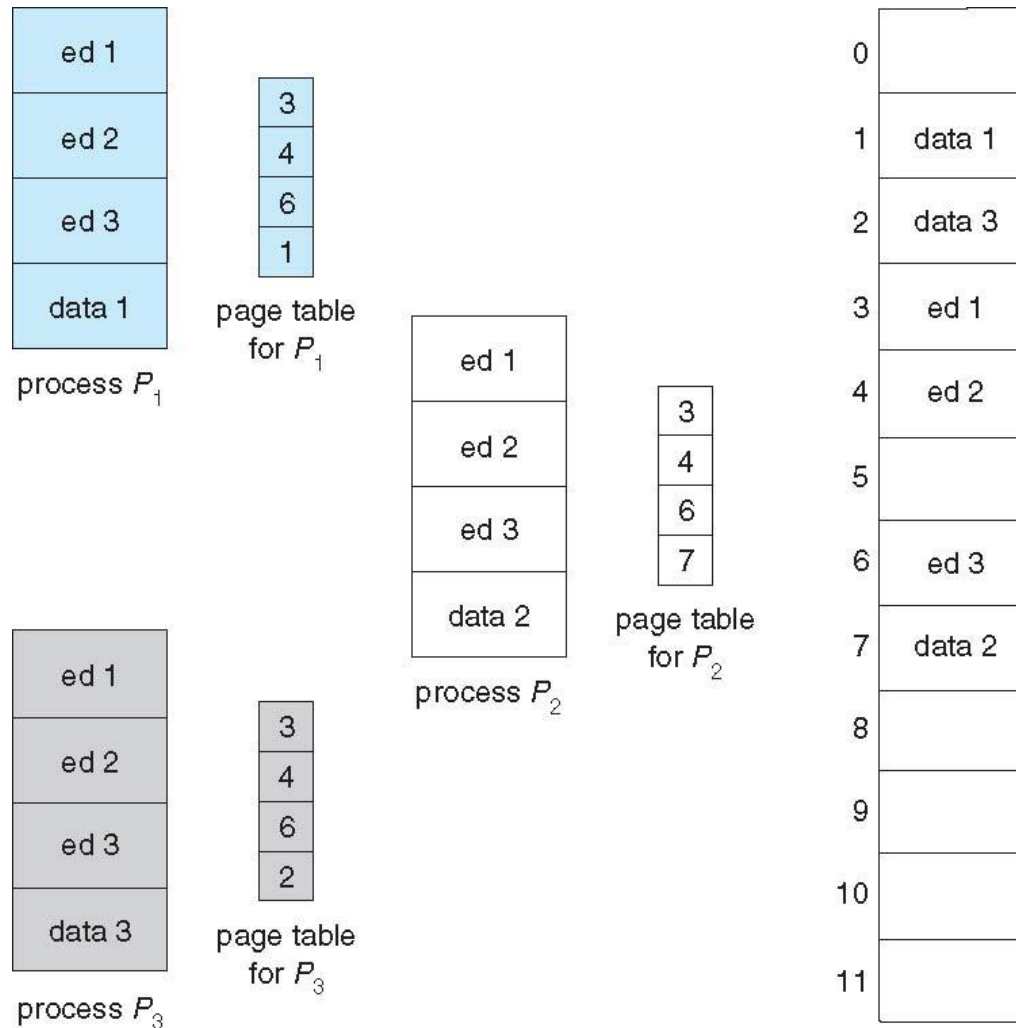 ed 1
ed 2
ed 3
data 1
process P1
3
4
6
1
page table
for P1
ed 1
ed 2
ed 3
data 2
process P2
3
4
6
7
page table
for P2
ed 1
ed 2
ed 3
data 3
process P3
3
4
6
2
page table
for P3
0
1 data 1
2 data 3
3 ed 1
4 ed 2
5
6 ed 3
7 data 2
8
9
10
11